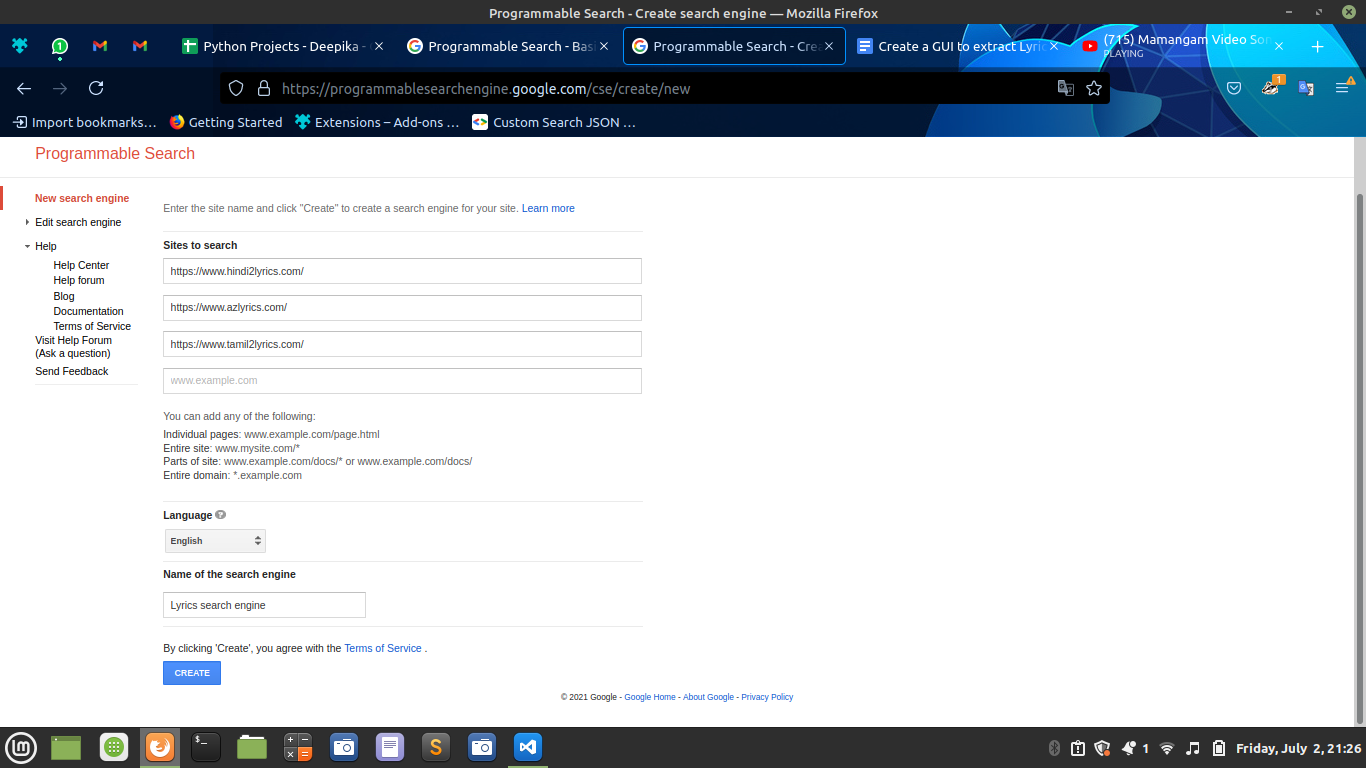 Programmable Search - Create search engine — Mozilla Firefox
1
Python Projects - Deepika -
Programmable Search - Bas
Programmable Search - Crea
Create a GUI to extract Lyric
(715) Mamangam Video Son
PLAYING
https://programmablesearchengine.google.com/cse/create/new
1
Import bookmarks…
Getting Started
Extensions – Add-ons …
Custom Search JSON …
Programmable Search
New search engine
Edit search engine
Help
Help Center
Help forum
Blog
Documentation
Terms of Service
Visit Help Forum
(Ask a question)
Send Feedback
Enter the site name and click "Create" to create a search engine for your site. Learn more
Sites to search
https://www.hindi2lyrics.com/
https://www.azlyrics.com/
https://www.tamil2lyrics.com/
www.example.com
You can add any of the following:
Individual pages: www.example.com/page.html
Entire site: www.mysite.com/*
Parts of site: www.example.com/docs/* or www.example.com/docs/
Entire domain: *.example.com
Language ?
English
Name of the search engine
Lyrics search engine
By clicking 'Create', you agree with the Terms of Service .
CREATE
© 2021 Google - Google Home - About Google - Privacy Policy
$_
S
1
Friday, July 2, 21:26